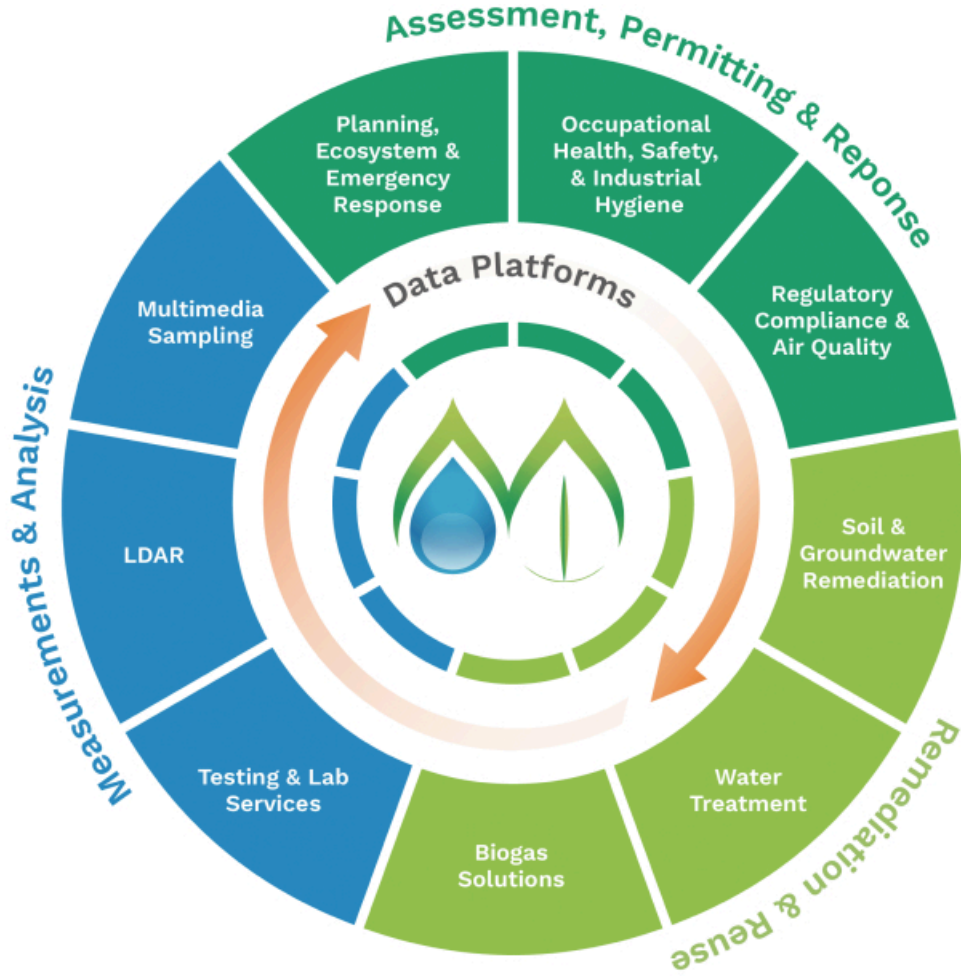 Assessment, Permitting & Reponse
Planning,
Ecosystem &
Emergency
Response
Occupational
Health, Safety,
& Industrial
Hygiene
Regulatory
Compliance &
Air Quality
Soil &
Groundwater
Remediation
Water
Treatment
Biogas
Solutions
Testing & Lab
Services
LDAR
Multimedia
Sampling
Data Platforms
Measurements & Analysis
Remediation & Reuse